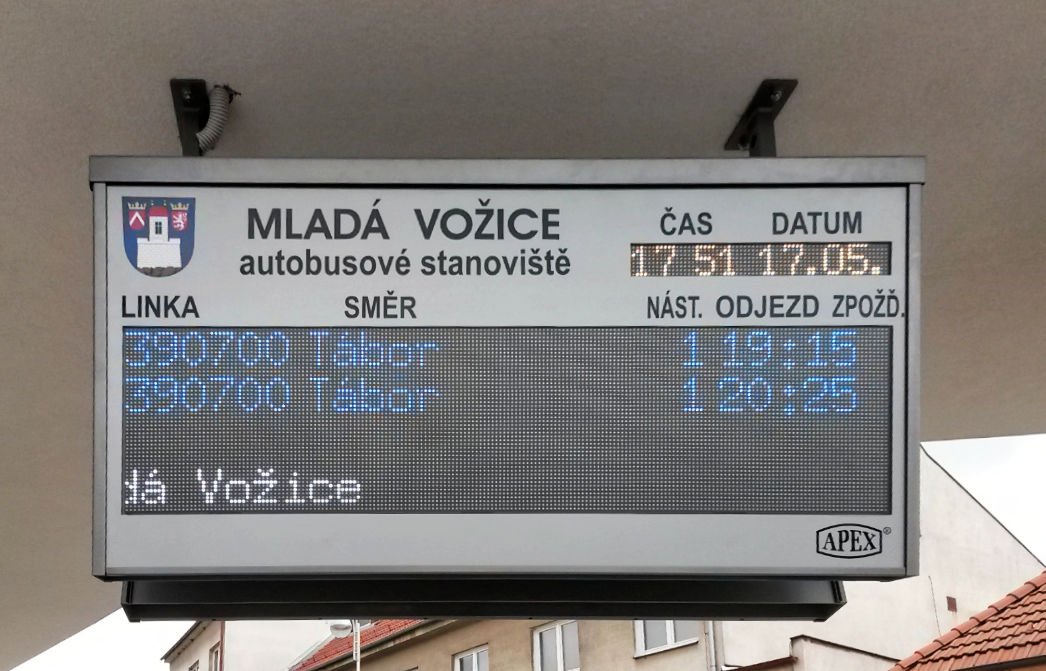 MLADÁ VOŽICE
autobusové stanoviště
ČAS DATUM
17 51 17.05.
LINKA SMĚR NÁST. ODJEZD ZPOŽĎ.
390700 Tábor 1 19:15
390700 Tábor 1 20:25
dá Vožice
APEX®